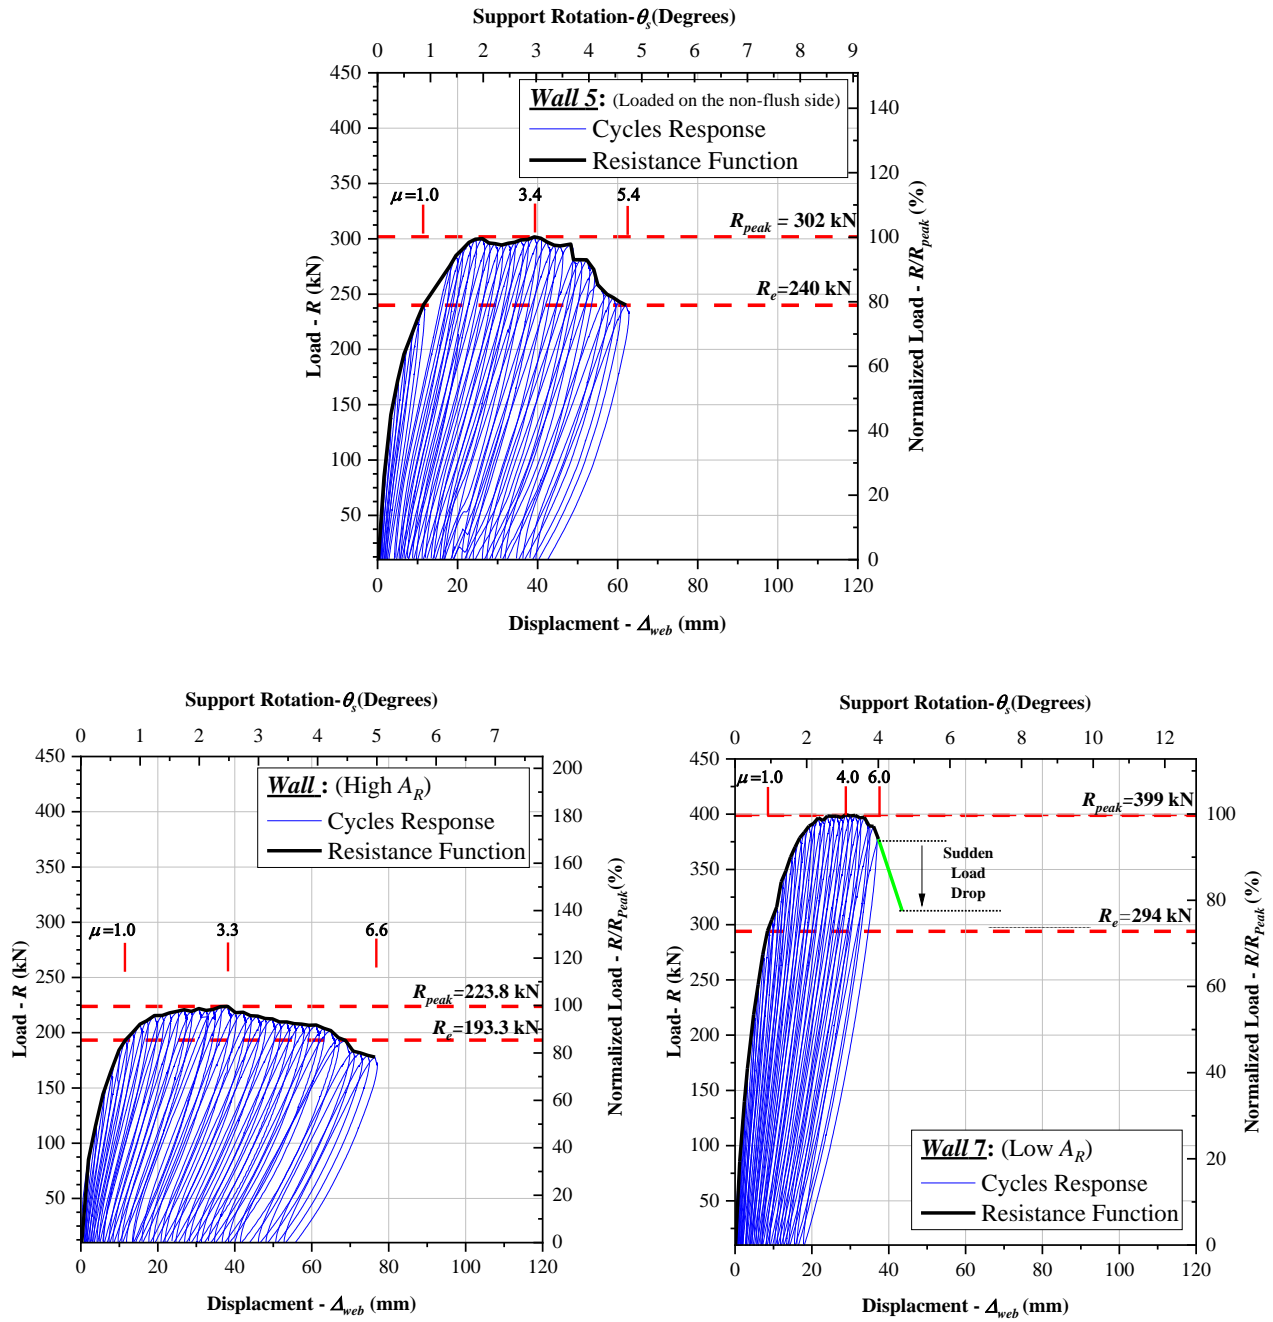 Support Rotation-θs(Degrees)
0 1 2 3 4 5 6 7 8 9
450
400
350
300
250
200
150
100
50
Load - R (kN)
Wall 5: (Loaded on the non-flush side)
Cycles Response
Resistance Function
μ=1.0 3.4 5.4
Rpeak = 302 kN
Re=240 kN
140
120
100
80
60
40
20
0
Normalized Load - R/Rpeak (%)
0 20 40 60 80 100 120
Displacment - Δweb (mm)
Support Rotation-θs(Degrees)
0 1 2 3 4 5 6 7
450
400
350
300
250
200
150
100
50
Load - R (kN)
Wall : (High AR)
Cycles Response
Resistance Function
μ=1.0 3.3 6.6
Rpeak=223.8 kN
Re=193.3 kN
200
180
160
140
120
100
80
60
40
20
0
Normalized Load - R/RPeak(%)
0 20 40 60 80 100 120
Displacment - Δweb (mm)
Support Rotation-θs(Degrees)
0 2 4 6 8 10 12
450
400
350
300
250
200
150
100
50
Load- R (kN)
μ=1.0 4.0 6.0
Rpeak=399 kN
Sudden
Load
Drop
Re=294 kN
Wall 7: (Low AR)
Cycles Response
Resistance Function
100
80
60
40
20
0
Normalized Load - R/RPeak (%)
0 20 40 60 80 100 120
Displacment - Δweb (mm)